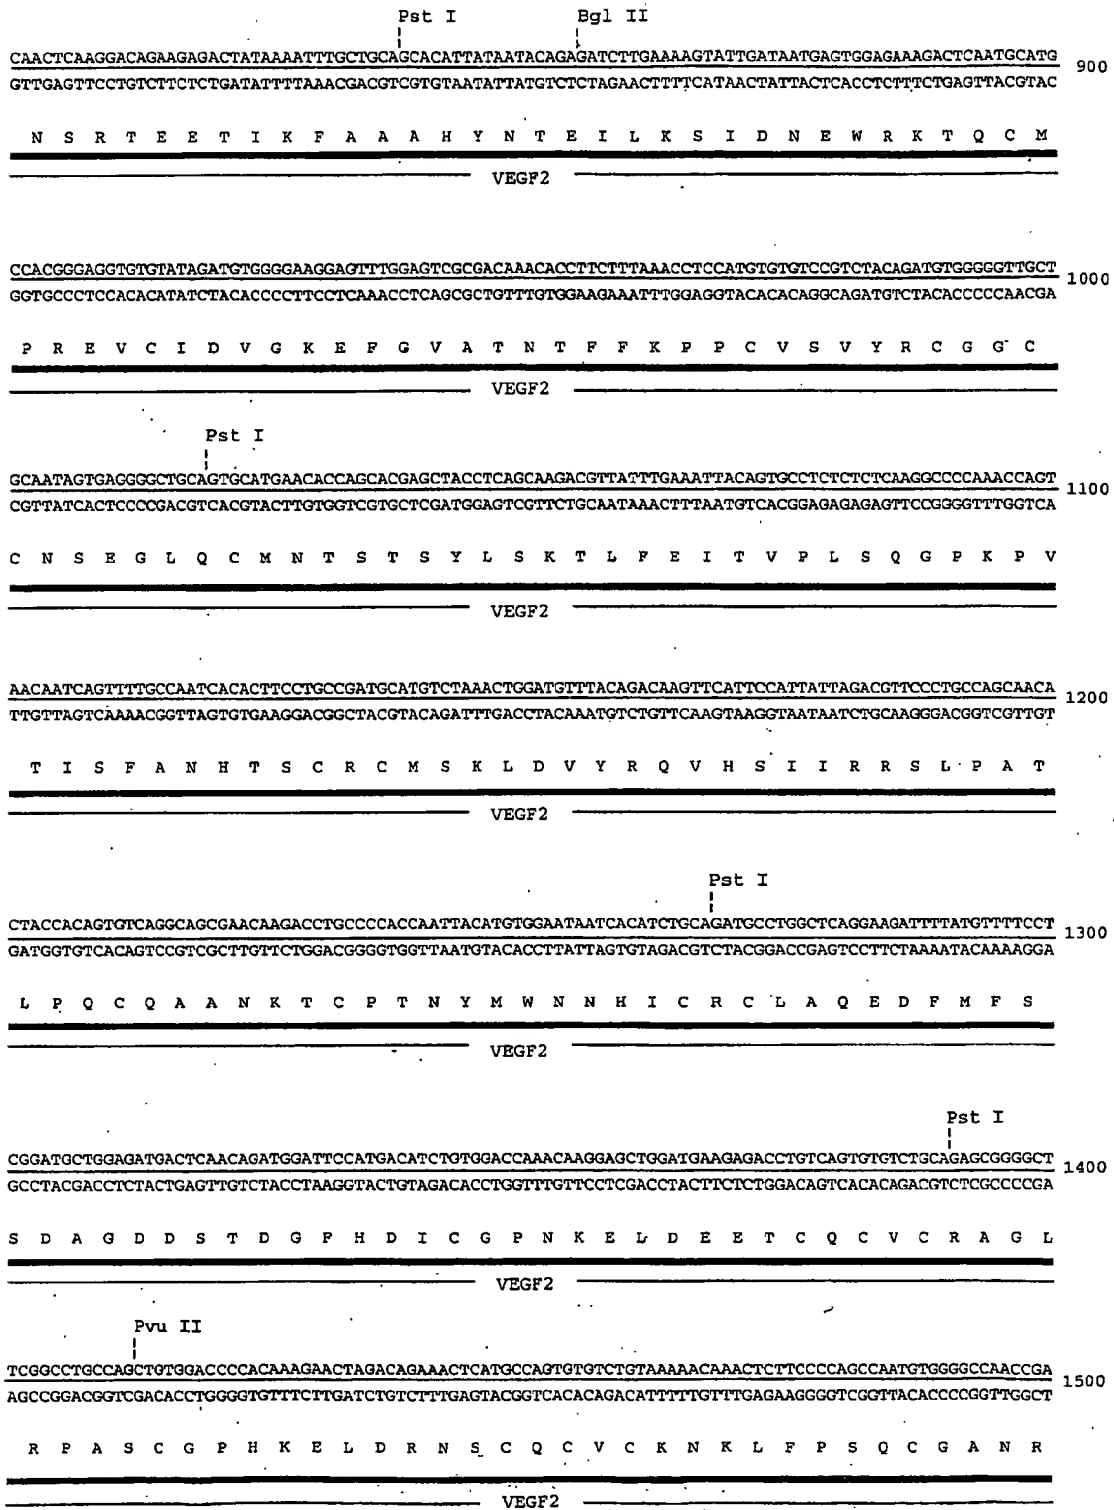 Pst I Bgl II
CAACTCAAGGACAGAAGAGACTATAAAATTTGCTGCAGCACATTATAATACAGAGATCTTGAAAAGTATTGATAATGAGTGGAGAAAGACTCAATGCATG 900
GTTGAGTTCCTGTCTTCTCTGATATTTTAAACGACGTCGTGTAATATTATGTCTCTAGAACTTTTCATAACTATTACTCACCTCTTTCTGAGTTACGTAC
N S R T E E T I K F A A A H Y N T E I L K S I D N E W R K T Q C M
VEGF2
CCACGGGAGGTGTGTATAGATGTGGGGAAGGAGTTTGGAGTCGCGACAAACACCTTCTTTAAACCTCCATGTGTGTCCGTCTACAGATGTGGGGGTTGCT 1000
GGTGCCCTCCACACATATCTACACCCCTTCCTCAAACCTCAGCGCTGTTTGTGGAAGAAATTTGGAGGTACACACAGGCAGATGTCTACACCCCCAACGA
P R E V C I D V G K E F G V A T N T F F K P P C V S V Y R C G G C
VEGF2
Pst I
GCAATAGTGAGGGGCTGCAGTGCATGAACACCAGCACGAGCTACCTCAGCAAGACGTTATTTGAAATTACAGTGCCTCTCTCTCAAGGCCCCAAACCAGT 1100
CGTTATCACTCCCCGACGTCACGTACTTGTGGTCGTGCTCGATGGAGTCGTTCTGCAATAAACTTTAATGTCACGGAGAGAGAGTTCCGGGGTTTGGTCA
C N S E G L Q C M N T S T S Y L S K T L F E I T V P L S Q G P K P V
VEGF2
AACAATCAGTTTTGCCAATCACACTTCCTGCCGATGCATGTCTAAACTGGATGTTTACAGACAAGTTCATTCCATTATTAGACGTTCCCTGCCAGCAACA 1200
TTGTTAGTCAAAACGGTTAGTGTGAAGGACGGCTACGTACAGATTTGACCTACAAATGTCTGTTCAAGTAAGGTAATAATCTGCAAGGGACGGTCGTTGT
T I S F A N H T S C R C M S K L D V Y R Q V H S I I R R S L P A T
VEGF2
Pst I
CTACCACAGTGTCAGGCAGCGAACAAGACCTGCCCCACCAATTACATGTGGAATAATCACATCTGCAGATGCCTGGCTCAGGAAGATTTTATGTTTTCCT 1300
GATGGTGTCACAGTCCGTCGCTTGTTCTGGACGGGGTGGTTAATGTACACCTTATTAGTGTAGACGTCTACGGACCGAGTCCTTCTAAAATACAAAAGGA
L P Q C Q A A N K T C P T N Y M W N N H I C R C L A Q E D F M F S
VEGF2
Pst I
CGGATGCTGGAGATGACTCAACAGATGGATTCCATGACATCTGTGGACCAAACAAGGAGCTGGATGAAGAGACCTGTCAGTGTGTCTGCAGAGCGGGGCT 1400
GCCTACGACCTCTACTGAGTTGTCTACCTAAGGTACTGTAGACACCTGGTTTGTTCCTCGACCTACTTCTCTGGACAGTCACACAGACGTCTCGCCCCGA
S D A G D D S T D G F H D I C G P N K E L D E E T C Q C V C R A G L
VEGF2
Pvu II
TCGGCCTGCCAGCTGTGGACCCCACAAAGAACTAGACAGAAACTCATGCCAGTGTGTCTGTAAAAACAAACTCTTCCCCAGCCAATGTGGGGCCAACCGA 1500
AGCCGGACGGTCGACACCTGGGGTGTTTCTTGATCTGTCTTTGAGTACGGTCACACAGACATTTTTGTTTGAGAAGGGGTCGGTTACACCCCGGTTGGCT
R P A S C G P H K E L D R N S C Q C V C K N K L F P S Q C G A N R
VEGF2